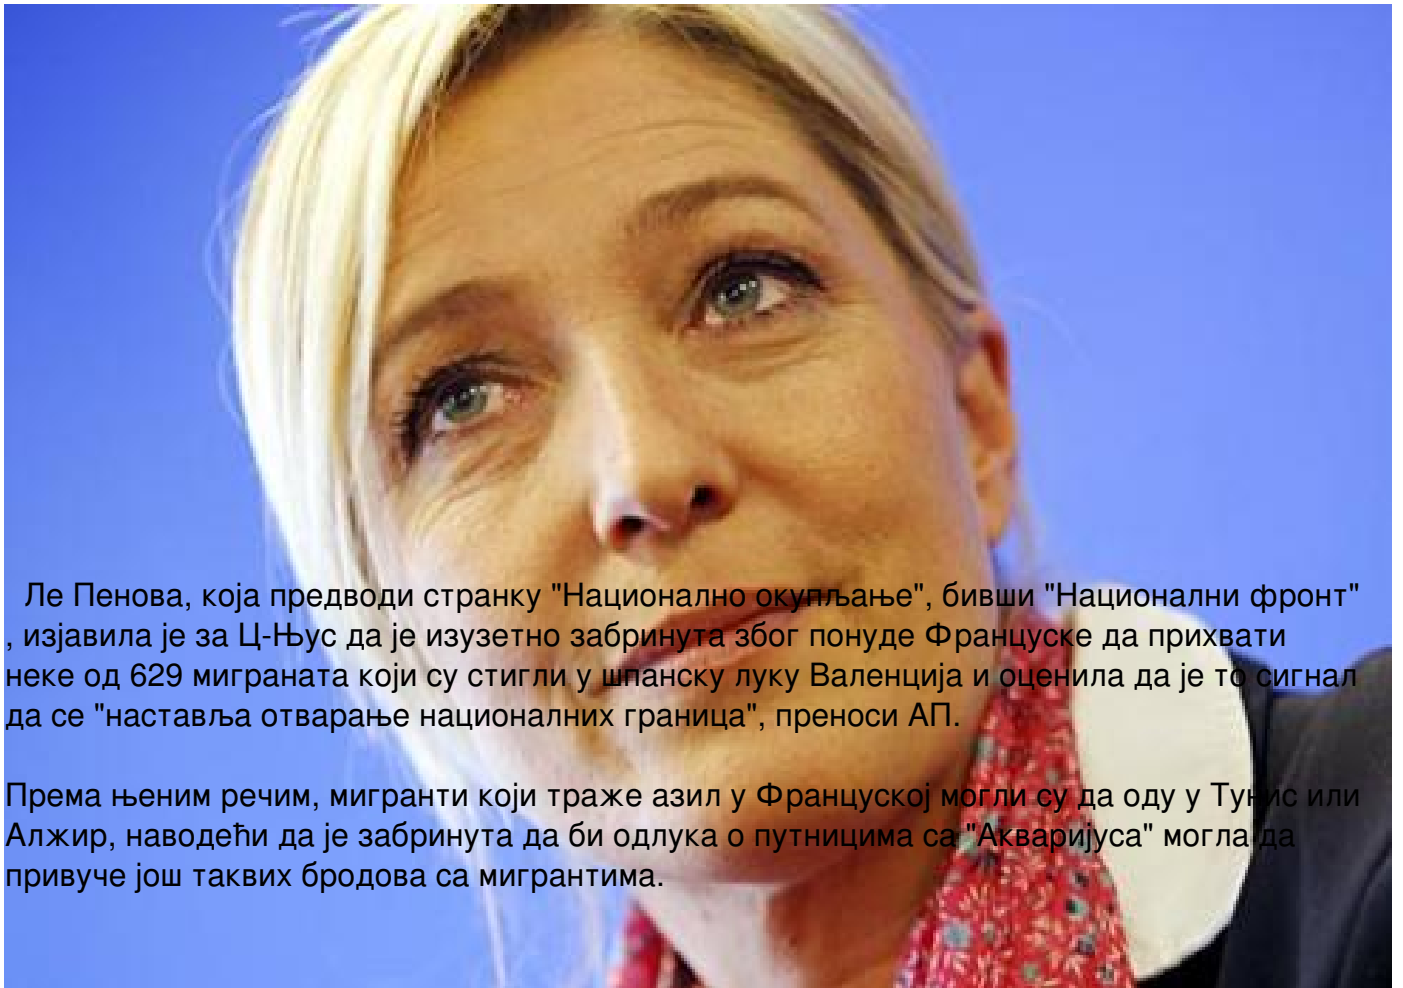 Ле Пенова, која предводи странку "Национално окупљање", бивши "Национални фронт"
, изјавила је за Ц-Њус да је изузетно забринута због понуде Француске да прихвати
неке од 629 миграната који су стигли у шпанску луку Валенција и оценила да је то сигнал
да се "наставља отварање националних граница", преноси АП.
Према њеним речим, мигранти који траже азил у Француској могли су да оду у Тунис или
Алжир, наводећи да је забринута да би одлука о путницима са "Акваријуса" могла да
привуче још таквих бродова са мигрантима.